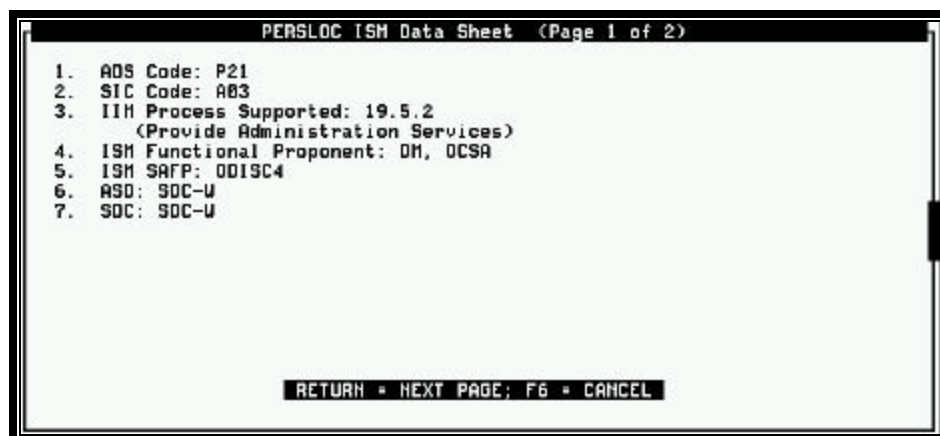 PERSLOC ISM Data Sheet (Page 1 of 2)
1. ADS Code: P21
2. SIC Code: A03
3. IIM Process Supported: 19.5.2
(Provide Administration Services)
4. ISM Functional Proponent: DM, OCSA
5. ISM SAFP: ODISC4
6. ASD: SDC-W
7. SDC: SDC-W
RETURN = NEXT PAGE; F6 = CANCEL